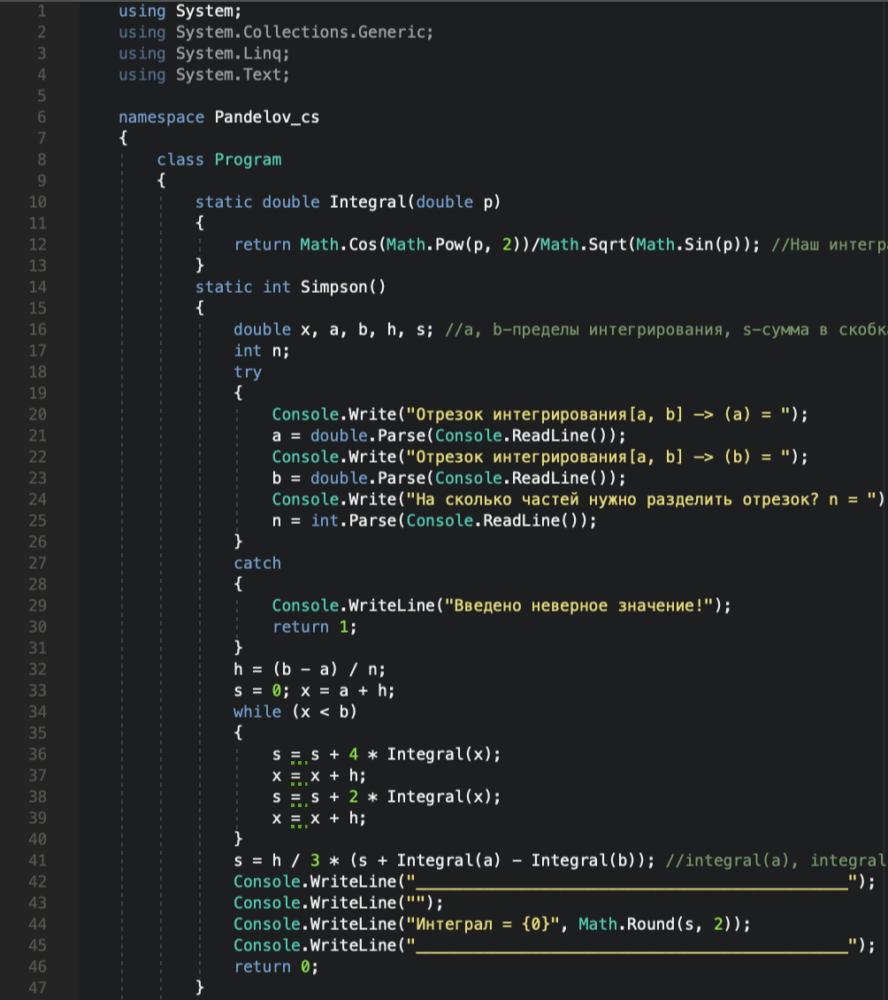 1 using System;
2 using System.Collections.Generic;
3 using System.Linq;
4 using System.Text;
5
6 namespace Pandelov_cs
7 {
8 class Program
9 {
10 static double Integral(double p)
11 {
12 return Math.Cos(Math.Pow(p, 2))/Math.Sqrt(Math.Sin(p)); //Наш
13 }
14 static int Simpson()
15 {
16 double x, a, b, h, s; //a, b-пределы интегрирования, s-сумма в
17 int n;
18 try
19 {
20 Console.Write("Отрезок интегрирования[a, b] -> (a) = ");
21 a = double.Parse(Console.ReadLine());
22 Console.Write("Отрезок интегрирования[a, b] -> (b) = ");
23 b = double.Parse(Console.ReadLine());
24 Console.Write("На сколько частей нужно разделить отрезок? n = ")
25 n = int.Parse(Console.ReadLine());
26 }
27 catch
28 {
29 Console.WriteLine("Введено неверное значение!");
30 return 1;
31 }
32 h = (b - a) / n;
33 s = 0; x = a + h;
34 while (x < b)
35 {
36 s = s + 4 * Integral(x);
37 x = x + h;
38 s = s + 2 * Integral(x);
39 x = x + h;
40 }
41 s = h / 3 * (s + Integral(a) - Integral(b)); //integral(a), integral
42 Console.WriteLine("_____________________________________________");
43 Console.WriteLine("");
44 Console.WriteLine("Интеграл = {0}", Math.Round(s, 2));
45 Console.WriteLine("_____________________________________________");
46 return 0;
47 }